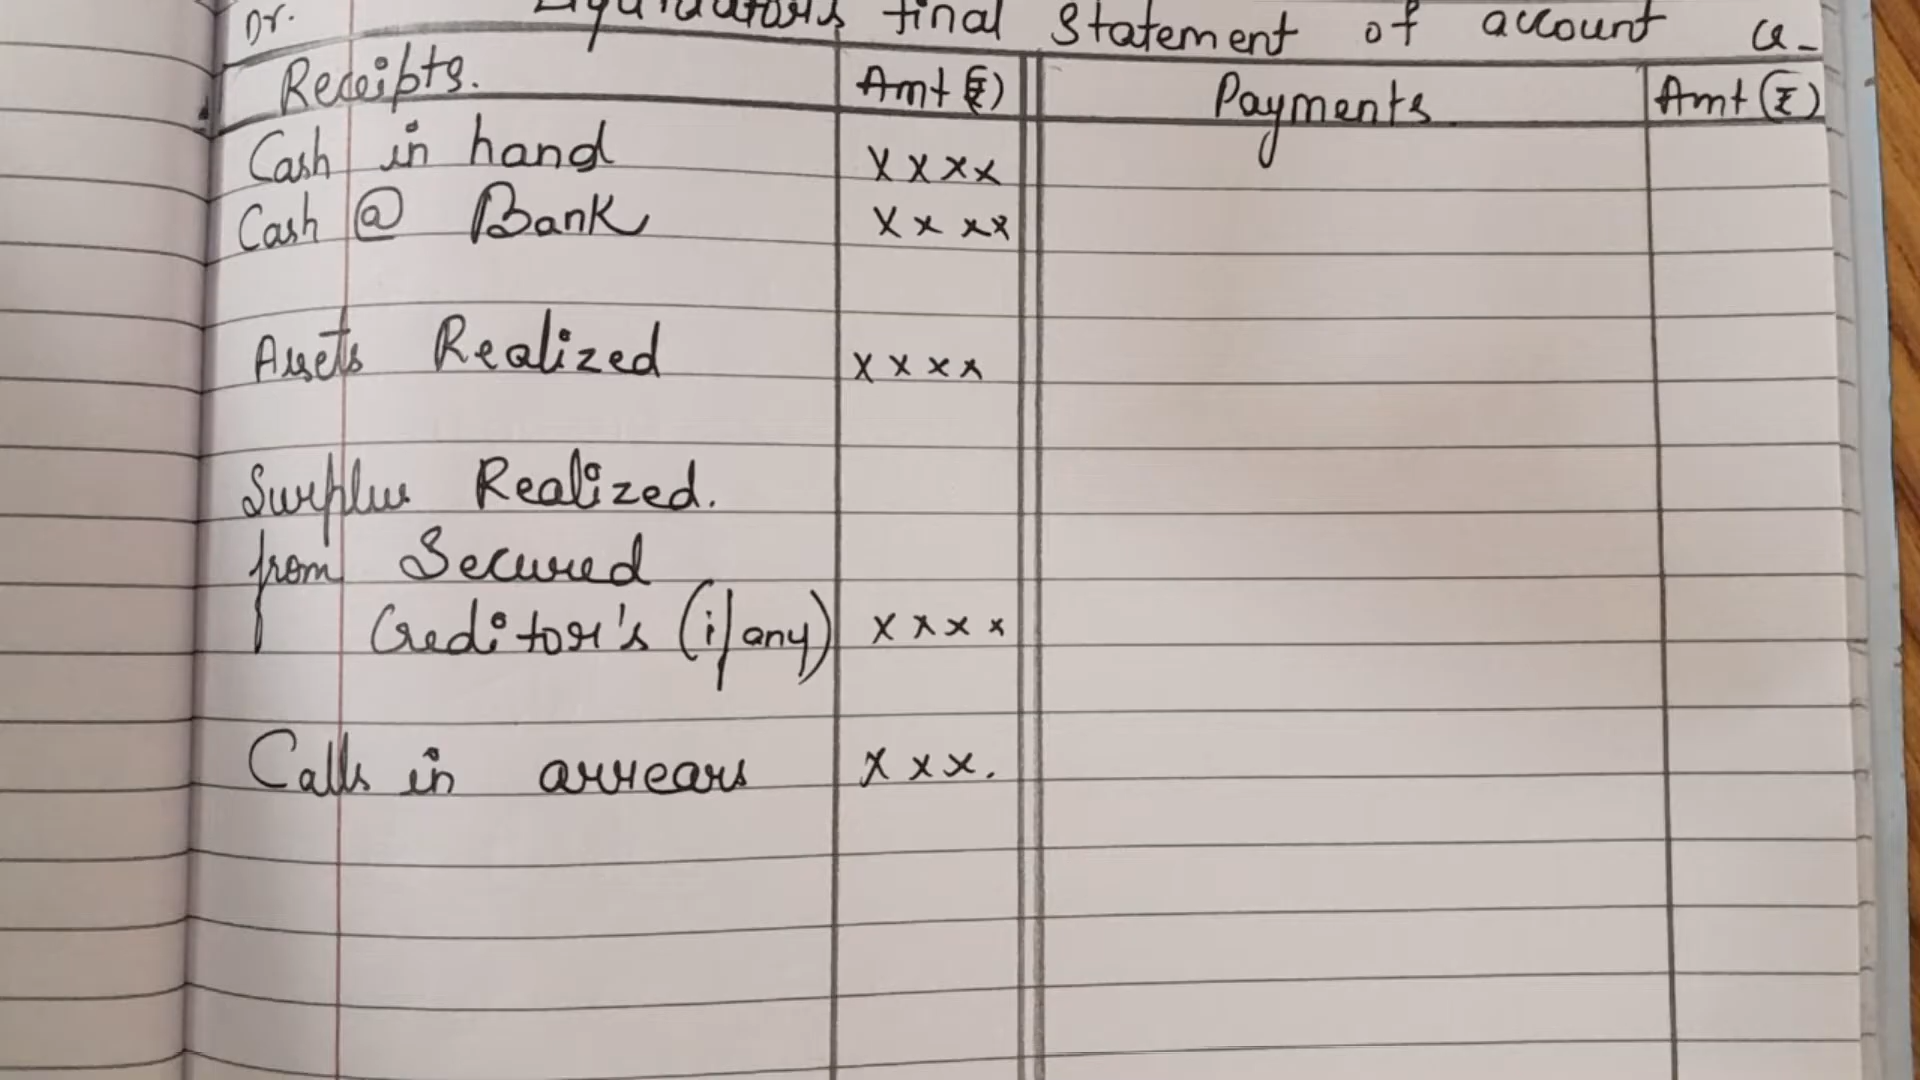 Dr. Liquidator's final Statement of account Cr
Receipts. Amt (₹) Payments. Amt (₹)
Cash in hand xxxx
Cash @ Bank xxxx
Assets Realized xxxx
Surplus Realized.
from Secured
Creditor's (if any) xxxx
Calls in arrears xxx.